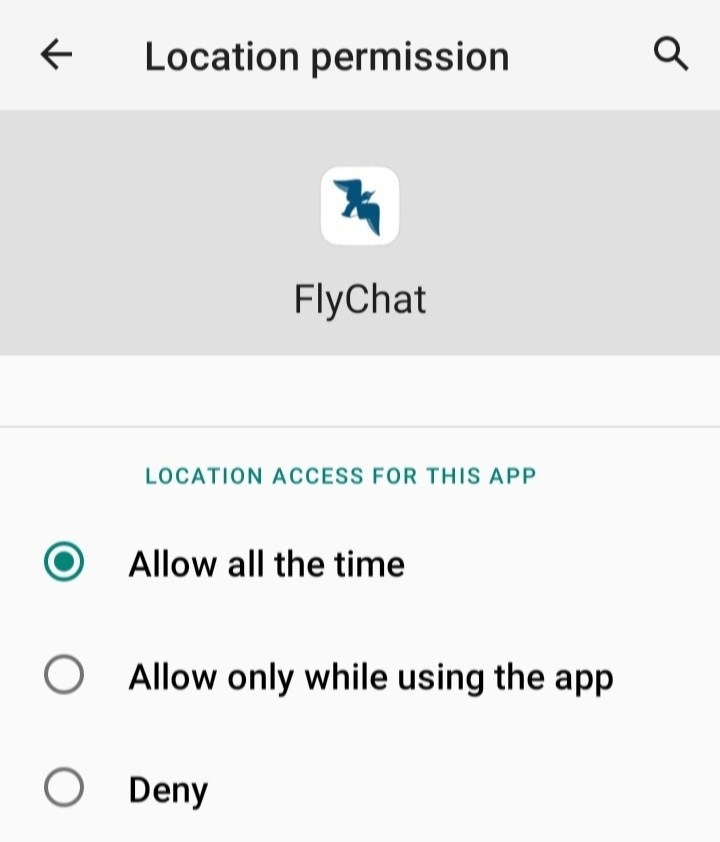 Location permission
FlyChat
LOCATION ACCESS FOR THIS APP
Allow all the time
Allow only while using the app
Deny